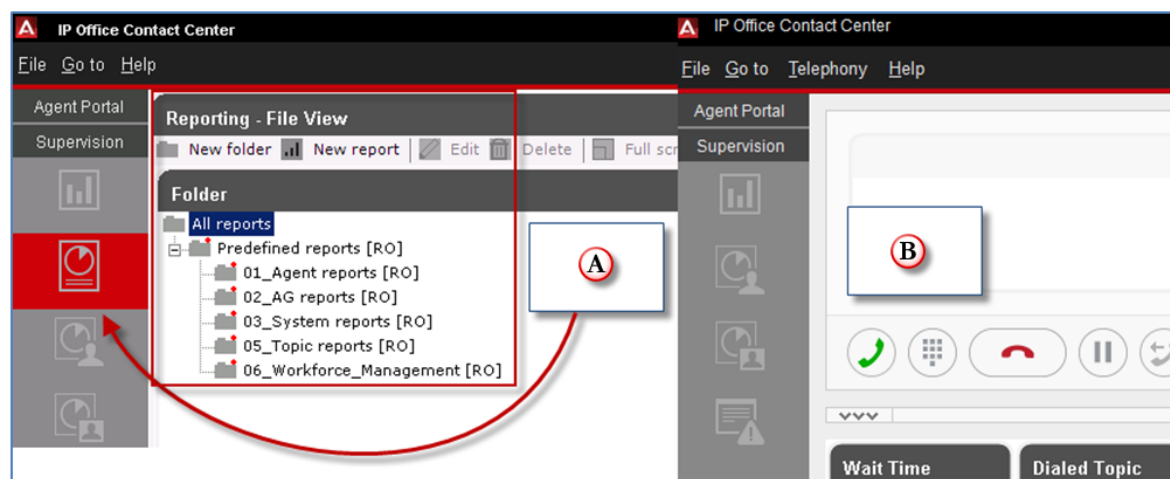 IP Office Contact Center
File Go to Help
Agent Portal
Supervision
Reporting - File View
New folder New report Edit Delete Full scr
Folder
All reports
Predefined reports [RO]
01_Agent reports [RO]
02_AG reports [RO]
03_System reports [RO]
05_Topic reports [RO]
06_Workforce_Management [RO]
A
IP Office Contact Center
File Go to Telephony Help
Agent Portal
Supervision
B
Wait Time
Dialed Topic